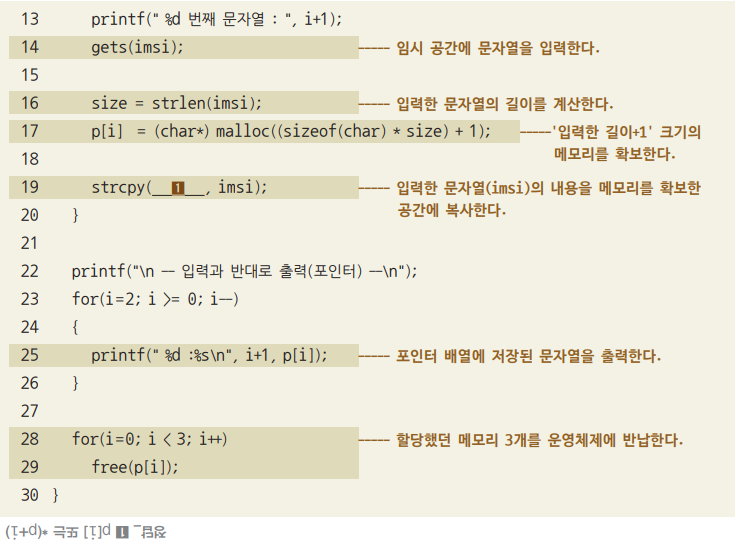 13 printf(" %d 번째 문자열 : ", i+1);
14 gets(imsi); ----- 임시 공간에 문자열을 입력한다.
15
16 size = strlen(imsi); ----- 입력한 문자열의 길이를 계산한다.
17 p[i] = (char*) malloc((sizeof(char) * size) + 1); -----'입력한 길이+1' 크기의
메모리를 확보한다.
18
19 strcpy(__1__, imsi); ----- 입력한 문자열(imsi)의 내용을 메모리를 확보한
공간에 복사한다.
20 }
21
22 printf("\n -- 입력과 반대로 출력(포인터) --\n");
23 for(i=2; i >= 0; i--)
24 {
25 printf(" %d :%s\n", i+1, p[i]); ----- 포인터 배열에 저장된 문자열을 출력한다.
26 }
27
28 for(i=0; i < 3; i++) ----- 할당했던 메모리 3개를 운영체제에 반납한다.
29 free(p[i]);
30 }
정답_ 1 p[i] 또는 *(p+i)